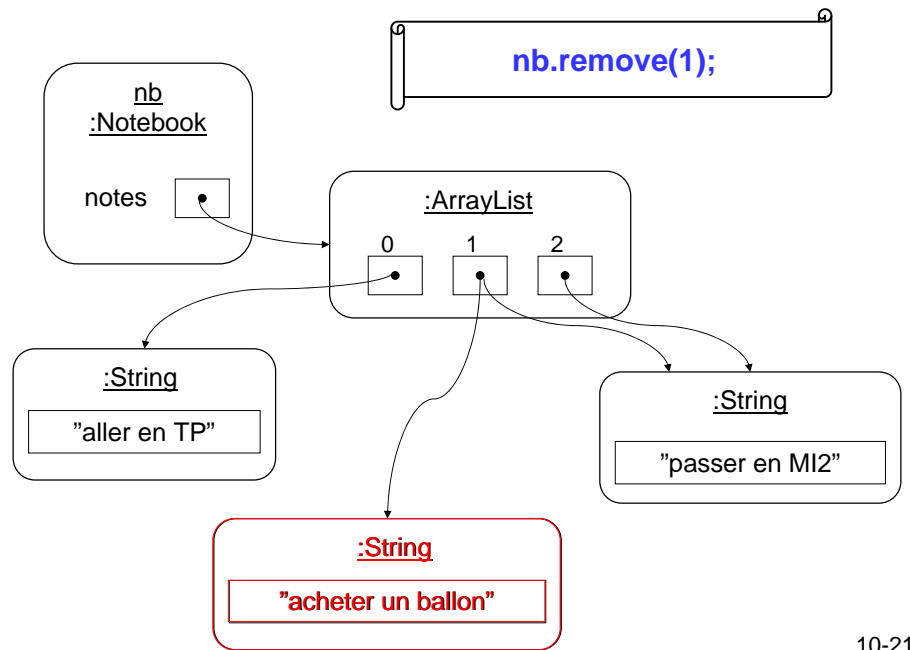 nb.remove(1);
nb
:Notebook
notes
:ArrayList
0 1 2
:String
”aller en TP”
:String
”passer en MI2”
:String
”acheter un ballon”
10-21